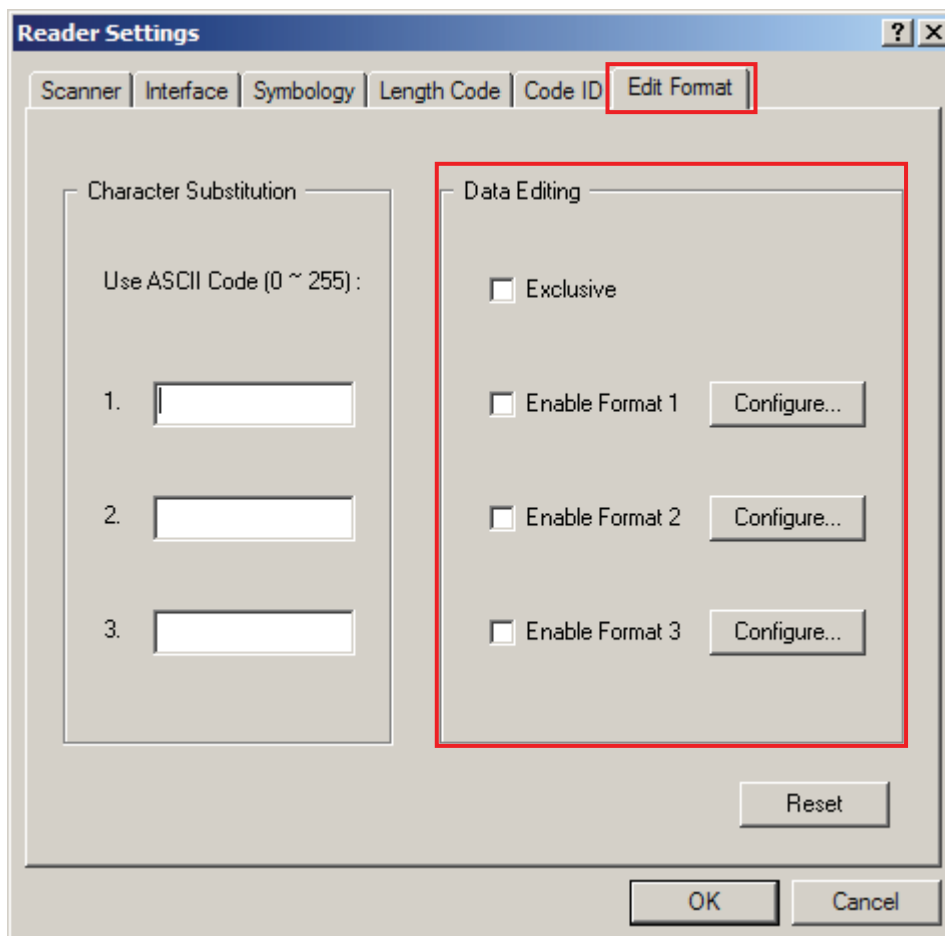 Reader Settings
Scanner Interface Symbology Length Code Code ID Edit Format
Character Substitution
Use ASCII Code (0 ~ 255) :
1.
2.
3.
Data Editing
Exclusive
Enable Format 1 Configure...
Enable Format 2 Configure...
Enable Format 3 Configure...
Reset
OK Cancel